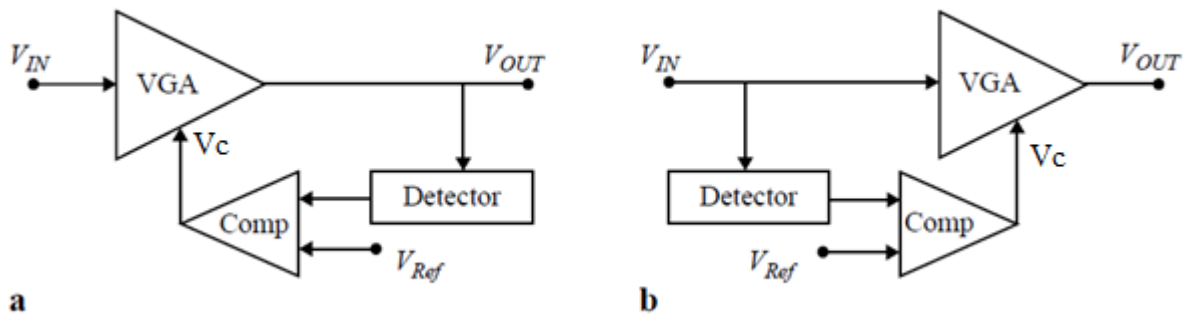 V_IN VGA V_OUT
Vc
Detector
Comp
V_Ref
a
V_IN VGA V_OUT
Vc
Detector
Comp
V_Ref
b